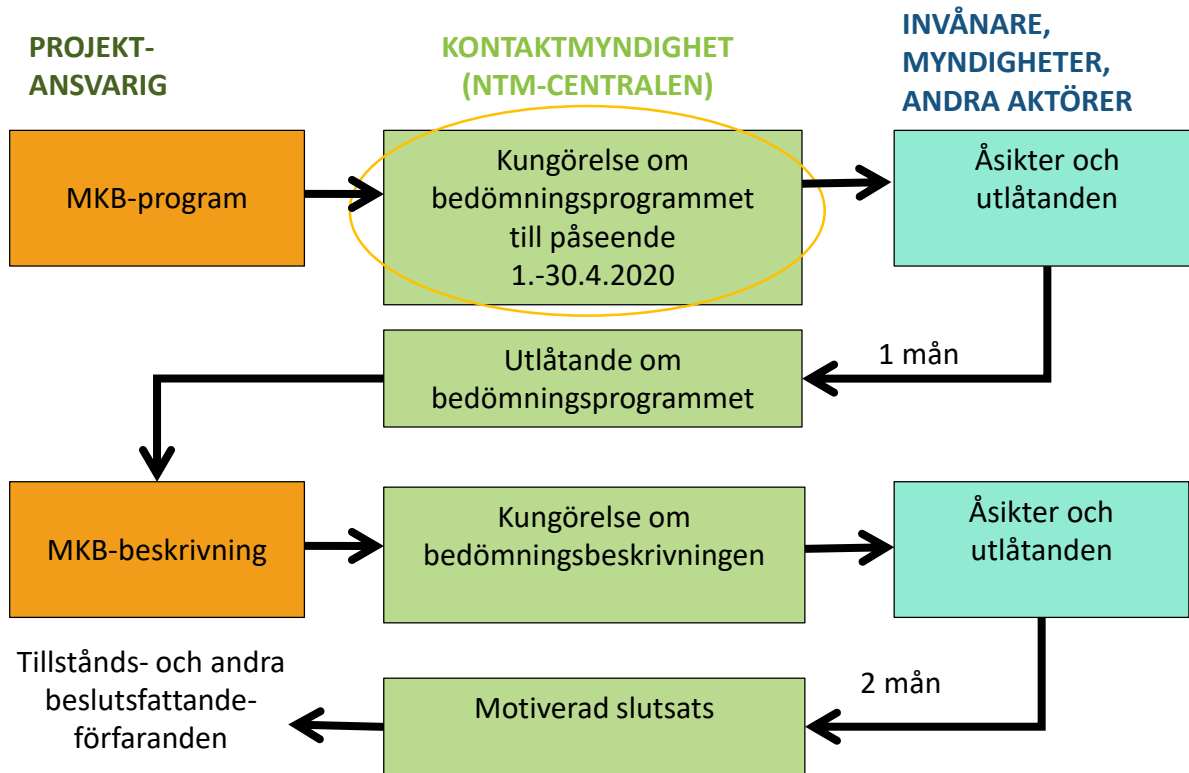 PROJEKT-
ANSVARIG
KONTAKTMYNDIGHET
(NTM-CENTRALEN)
INVÅNARE,
MYNDIGHETER,
ANDRA AKTÖRER
MKB-program
Kungörelse om
bedömningsprogrammet
till påseende
1.-30.4.2020
Åsikter och
utlåtanden
1 mån
Utlåtande om
bedömningsprogrammet
MKB-beskrivning
Kungörelse om
bedömningsbeskrivningen
Åsikter och
utlåtanden
2 mån
Motiverad slutsats
Tillstånds- och andra
beslutsfattande-
förfaranden